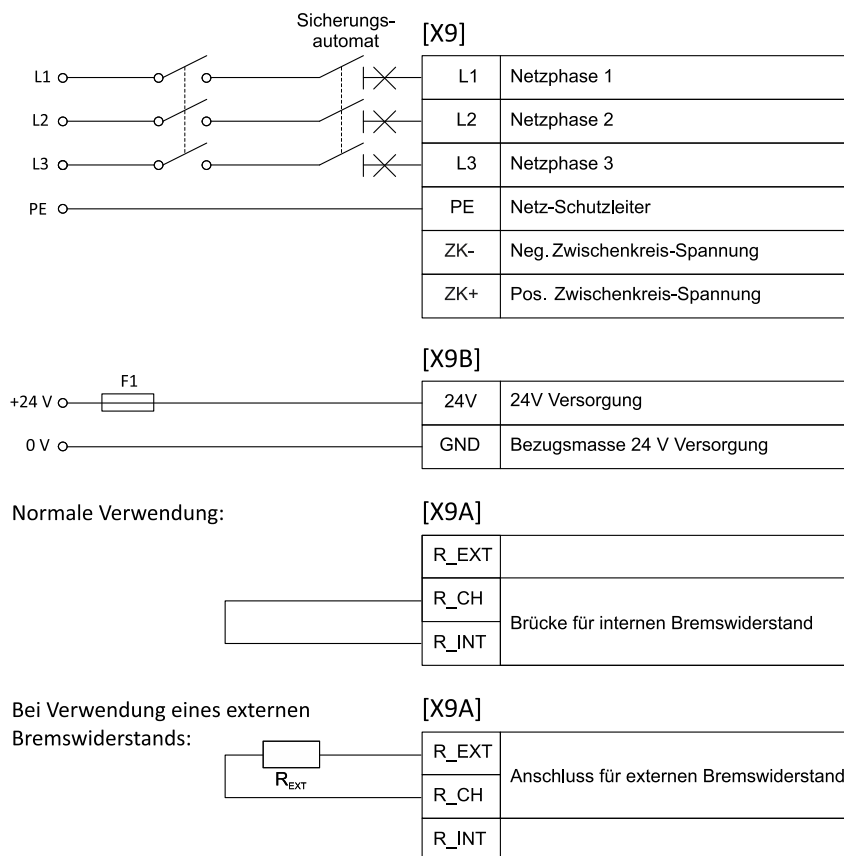 Sicherungs-
automat
[X9]
L1 L1 Netzphase 1
L2 L2 Netzphase 2
L3 L3 Netzphase 3
PE PE Netz-Schutzleiter
ZK- Neg. Zwischenkreis-Spannung
ZK+ Pos. Zwischenkreis-Spannung
[X9B]
F1
+24 V 24V 24V Versorgung
0 V GND Bezugsmasse 24 V Versorgung
Normale Verwendung:
[X9A]
R_EXT
R_CH
Brücke für internen Bremswiderstand
R_INT
Bei Verwendung eines externen
Bremswiderstands:
[X9A]
R_EXT
REXT
Anschluss für externen Bremswiderstand
R_CH
R_INT